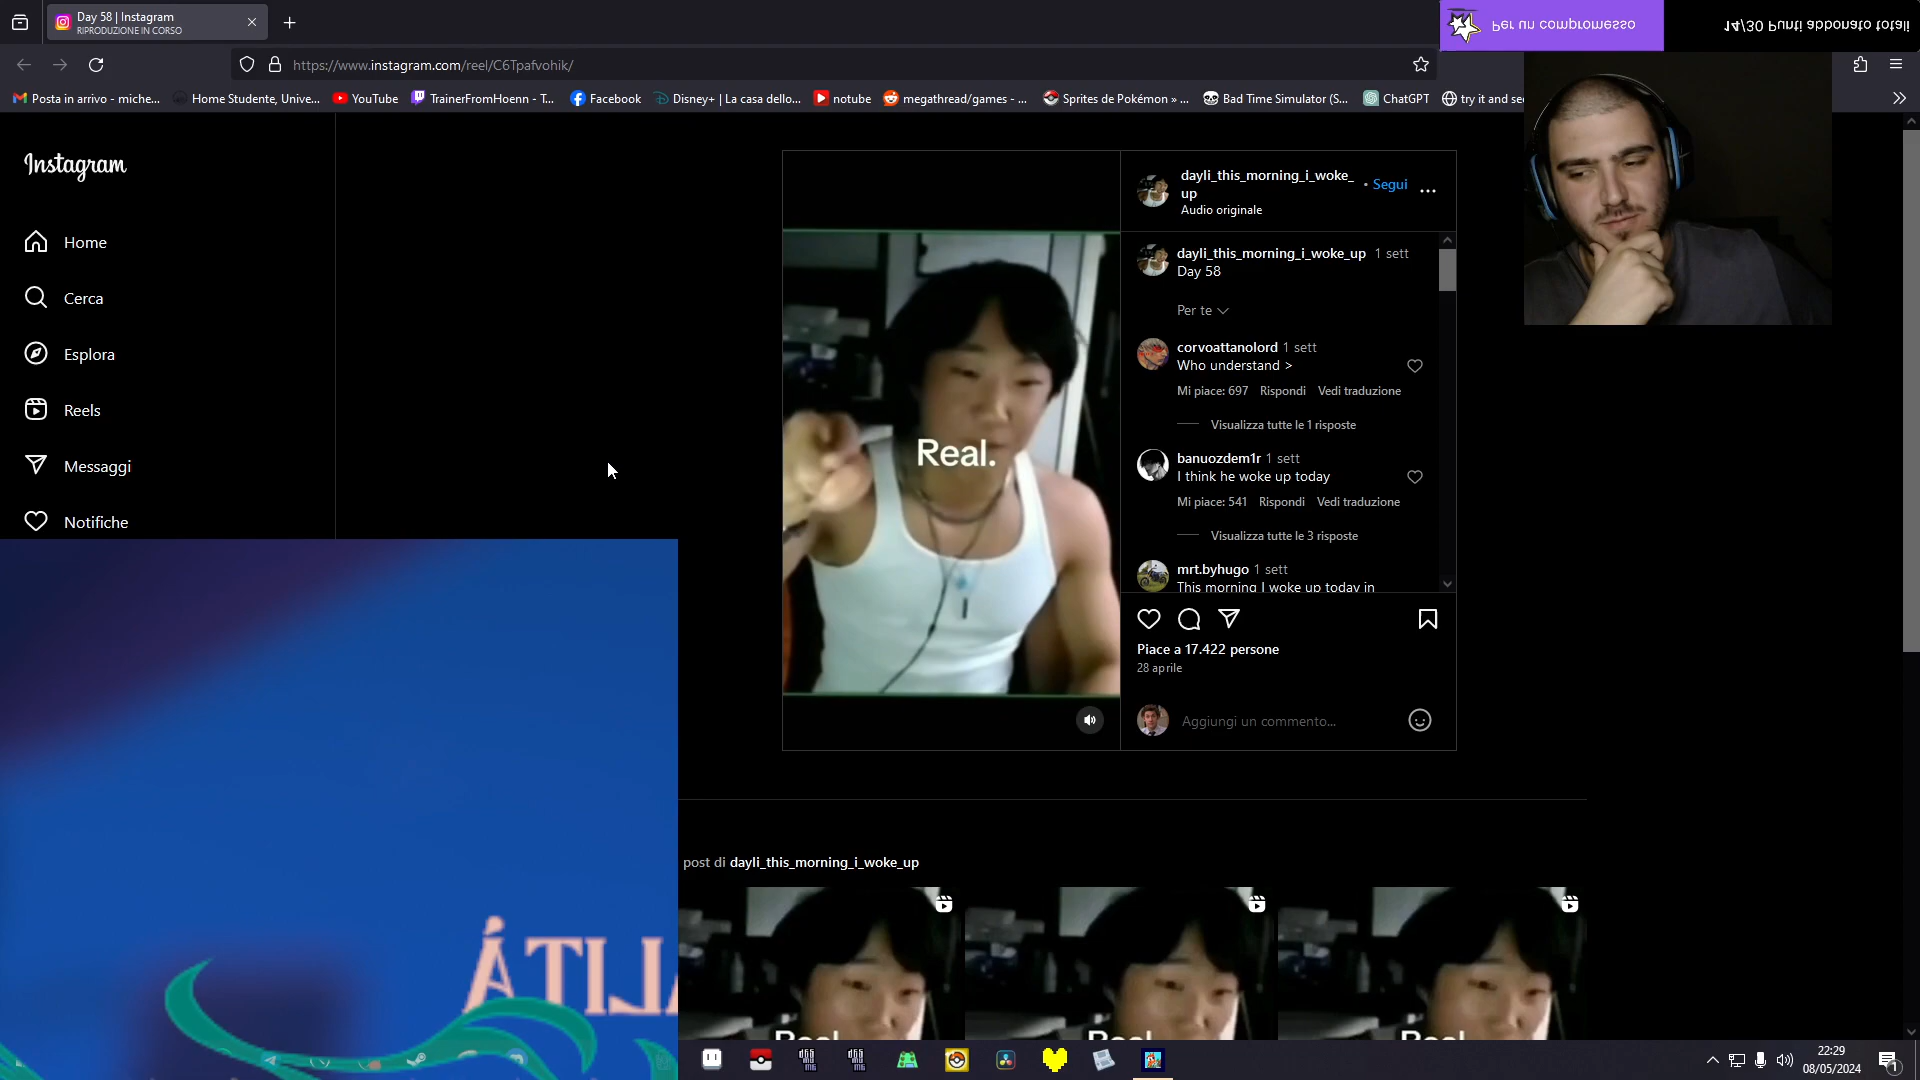 Day 58 | Instagram
RIPRODUZIONE IN CORSO
Per un compromesso
14/30 Punti abbonato totali
https://www.instagram.com/reel/C6Tpafvohik/
Posta in arrivo - miche...
Home Studente, Unive...
YouTube
TrainerFromHoenn - T...
Facebook
Disney+ | La casa dello...
notube
megathread/games - ...
Sprites de Pokémon » ...
Bad Time Simulator (S...
ChatGPT
try it and se
Instagram
Home
Cerca
Esplora
Reels
Messaggi
Notifiche
Real.
dayli_this_morning_i_woke_
up
• Segui
Audio originale
dayli_this_morning_i_woke_up 1 sett
Day 58
Per te
corvoattanolord 1 sett
Who understand >
Mi piace: 697 Rispondi Vedi traduzione
Visualizza tutte le 1 risposte
banuozdem1r 1 sett
I think he woke up today
Mi piace: 541 Rispondi Vedi traduzione
Visualizza tutte le 3 risposte
mrt.byhugo 1 sett
This morning I woke up today in
Piace a 17.422 persone
28 aprile
Aggiungi un commento...
post di dayli_this_morning_i_woke_up
Real
Real
Real
ALITÀ
22:29
08/05/2024
1